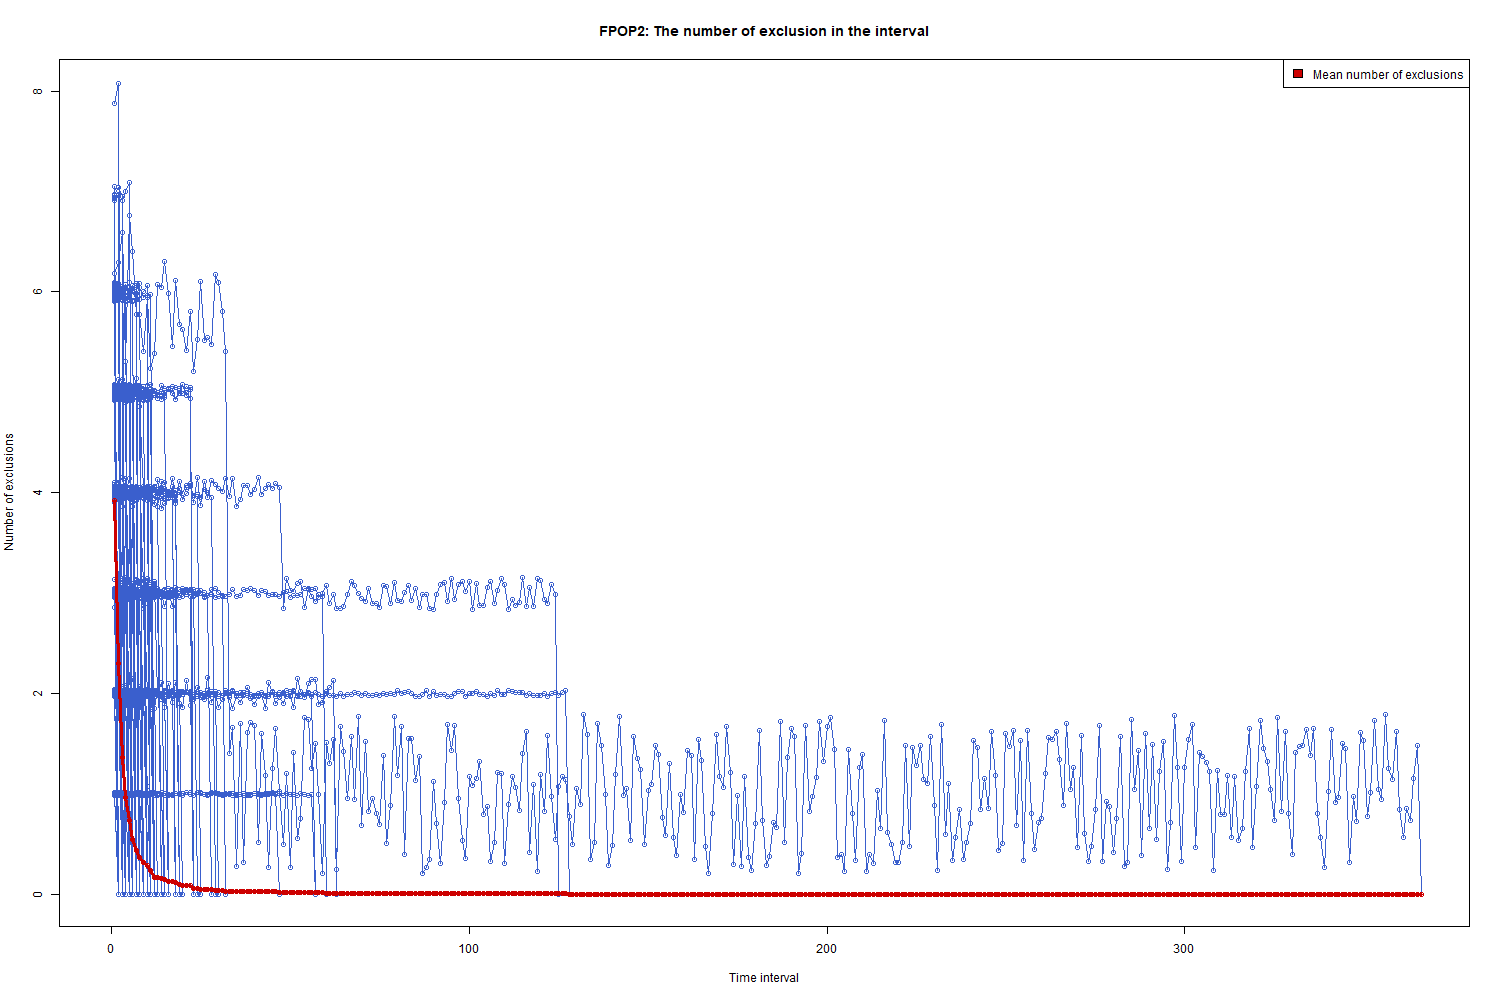 FPOP2: The number of exclusion in the interval
Mean number of exclusions
8
6
4
2
0
Number of exclusions
0 100 200 300
Time interval